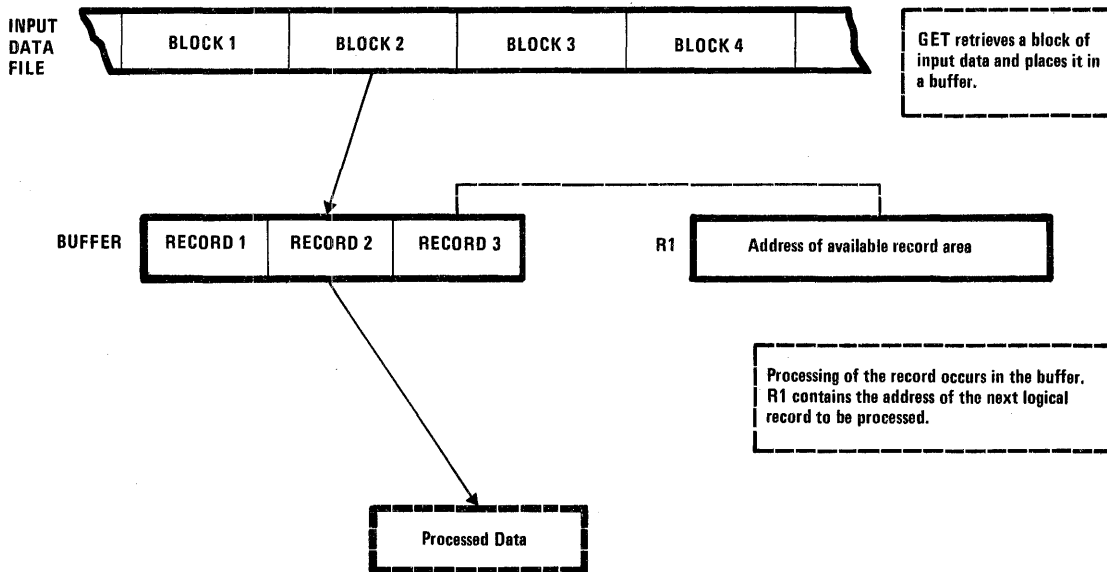 INPUT
DATA
FILE
BLOCK 1
BLOCK 2
BLOCK 3
BLOCK 4
GET retrieves a block of
input data and places it in
a buffer.
BUFFER
RECORD 1
RECORD 2
RECORD 3
R1
Address of available record area
Processing of the record occurs in the buffer.
R1 contains the address of the next logical
record to be processed.
Processed Data